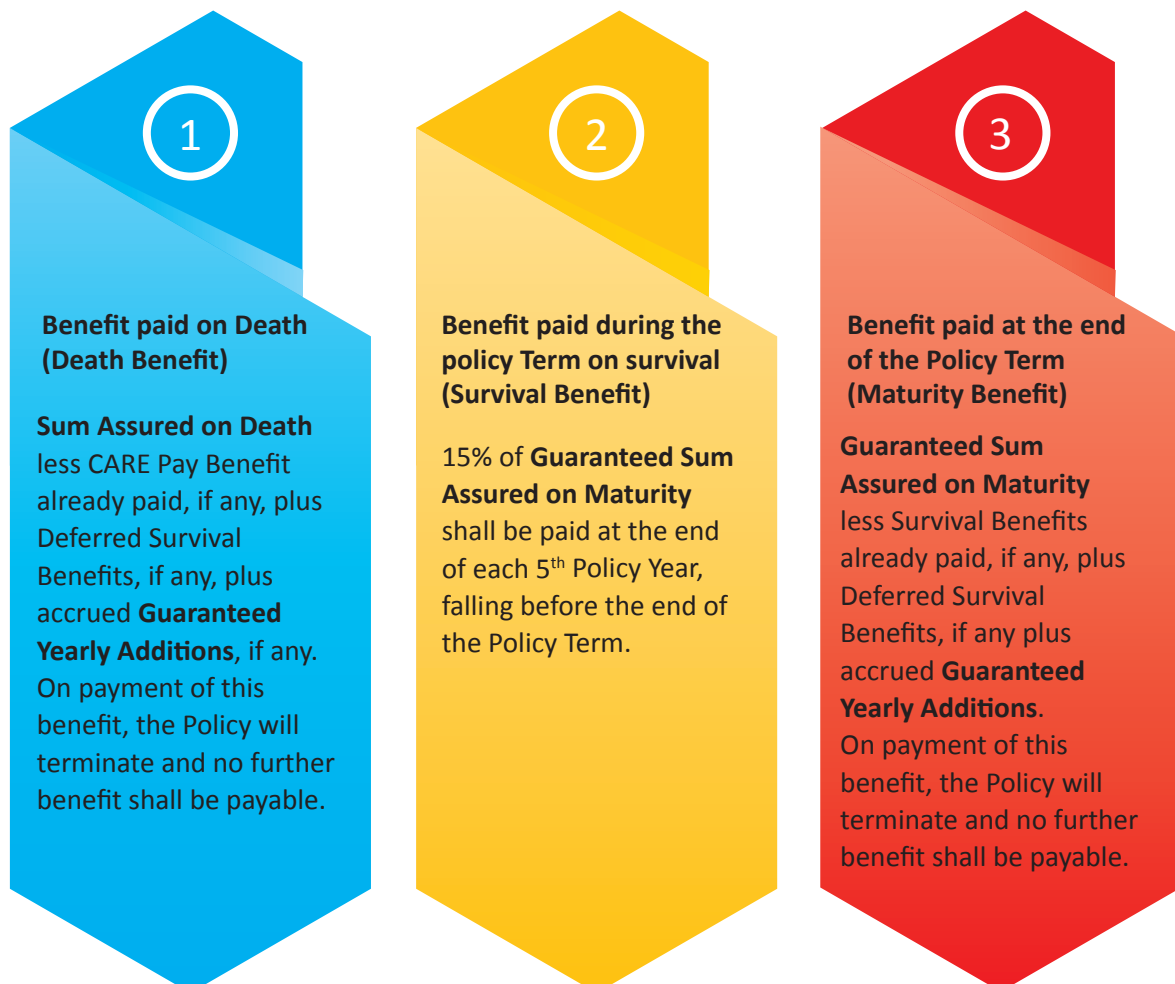 1
Benefit paid on Death
(Death Benefit)
Sum Assured on Death
less CARE Pay Benefit
already paid, if any, plus
Deferred Survival
Benefits, if any, plus
accrued Guaranteed
Yearly Additions, if any.
On payment of this
benefit, the Policy will
terminate and no further
benefit shall be payable.
2
Benefit paid during the
policy Term on survival
(Survival Benefit)
15% of Guaranteed Sum
Assured on Maturity
shall be paid at the end
of each 5th Policy Year,
falling before the end of
the Policy Term.
3
Benefit paid at the end
of the Policy Term
(Maturity Benefit)
Guaranteed Sum
Assured on Maturity
less Survival Benefits
already paid, if any, plus
Deferred Survival
Benefits, if any plus
accrued Guaranteed
Yearly Additions.
On payment of this
benefit, the Policy will
terminate and no further
benefit shall be payable.